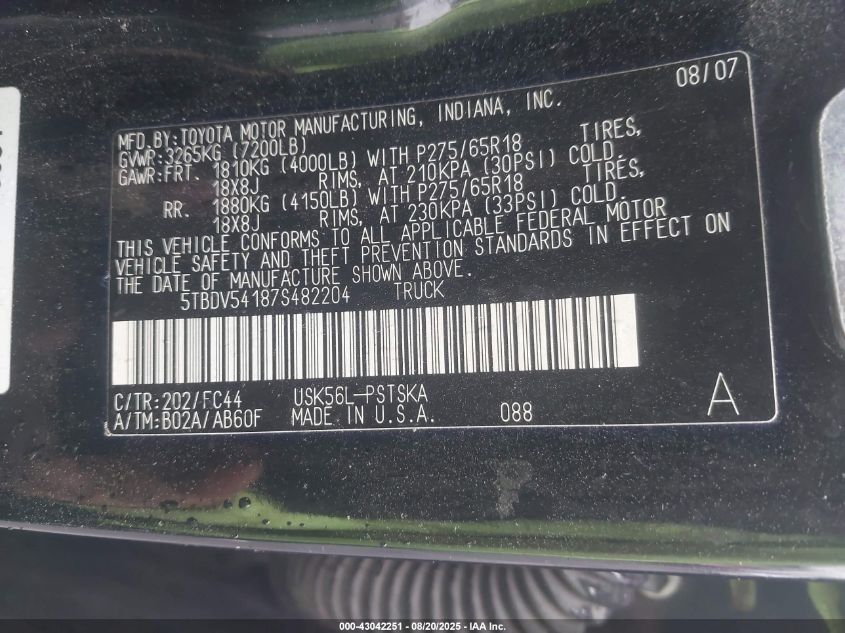 08/07
MFD.BY:TOYOTA MOTOR MANUFACTURING, INDIANA, INC.
GVWR:3265KG (7200LB)
GAWR:FRT. 1810KG (4000LB) WITH P275/65R18 TIRES,
18X8J RIMS, AT 210KPA (30PSI) COLD.
RR. 1880KG (4150LB) WITH P275/65R18 TIRES,
18X8J RIMS, AT 230KPA (33PSI) COLD.
THIS VEHICLE CONFORMS TO ALL APPLICABLE FEDERAL MOTOR
VEHICLE SAFETY AND THEFT PREVENTION STANDARDS IN EFFECT ON
THE DATE OF MANUFACTURE SHOWN ABOVE.
5TBDV54187S482204 TRUCK
C/TR:202/FC44 USK56L-PSTSKA
A/TM:B02A/AB60F MADE IN U.S.A. 088 A
000-43042251 - 08/20/2025 - IAA Inc.